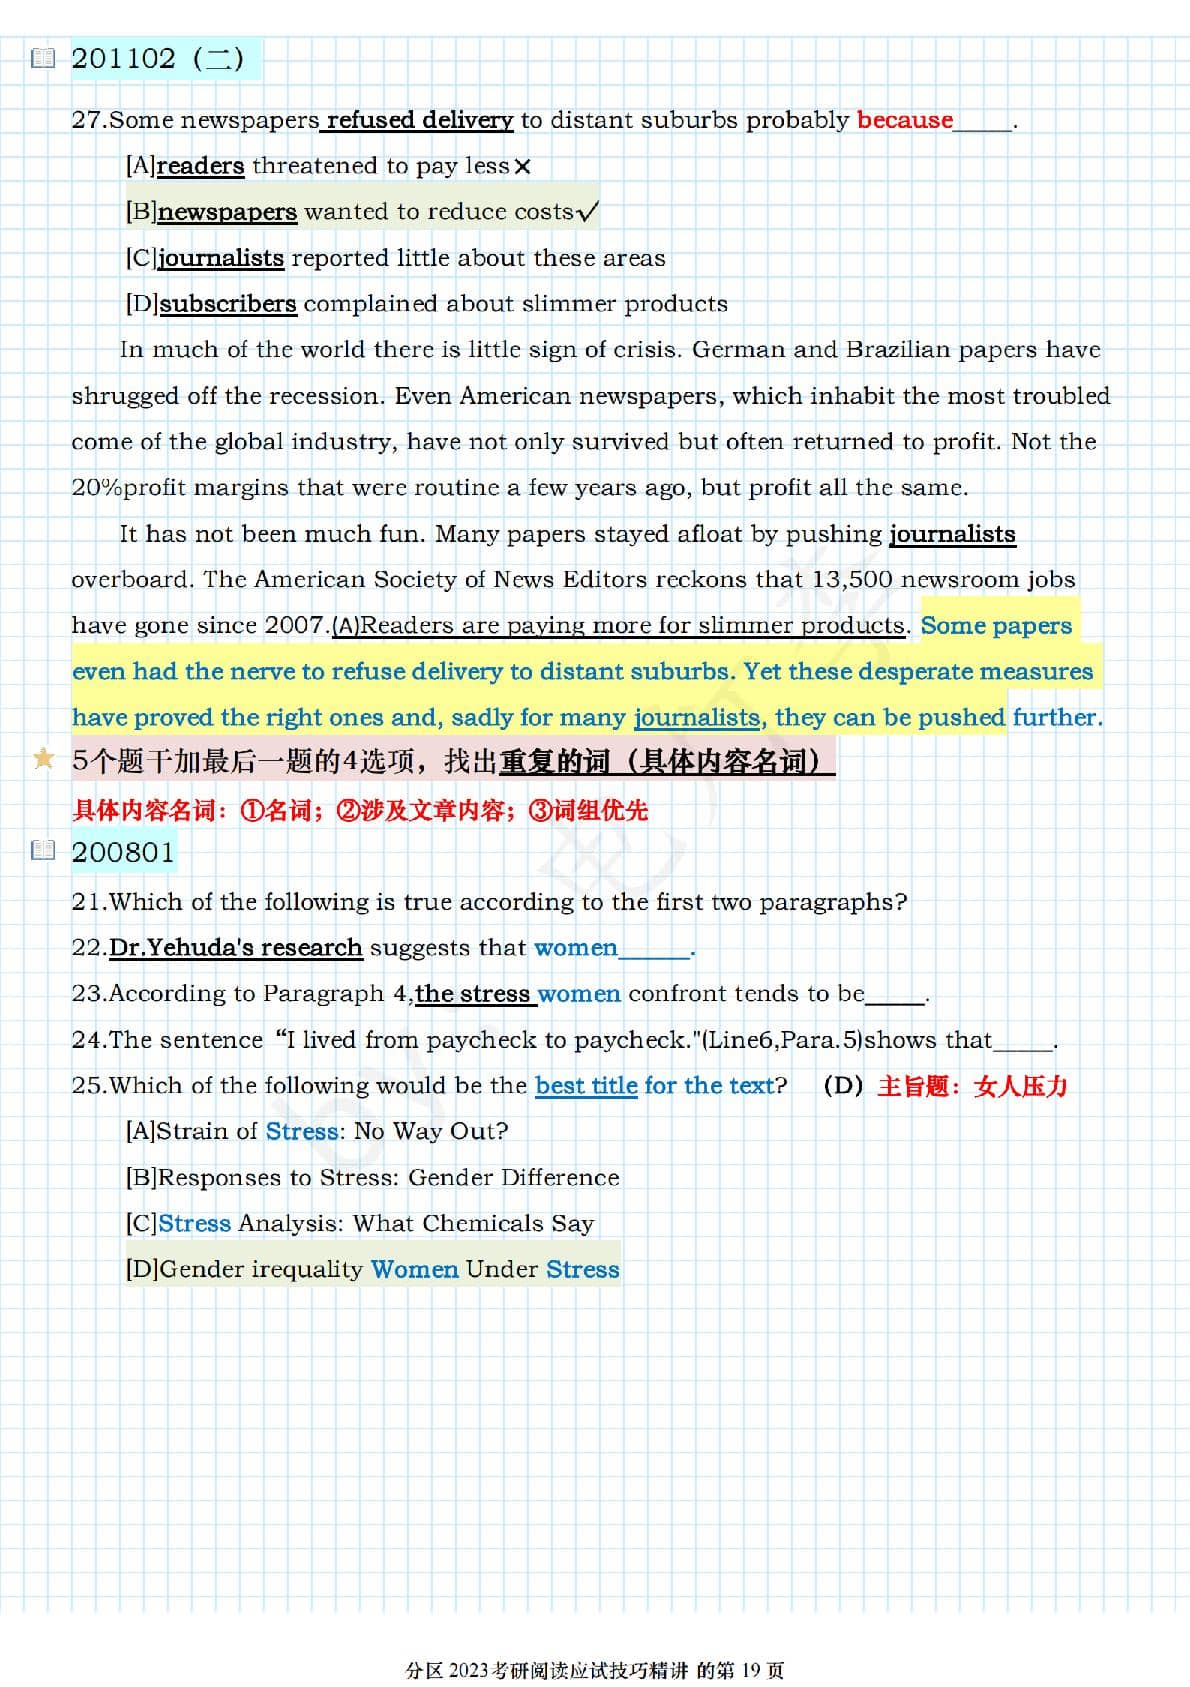 201102（二）
27.Some newspapers refused delivery to distant suburbs probably because_____.
[A]readers threatened to pay less×
[B]newspapers wanted to reduce costs✓
[C]journalists reported little about these areas
[D]subscribers complained about slimmer products
In much of the world there is little sign of crisis. German and Brazilian papers have
shrugged off the recession. Even American newspapers, which inhabit the most troubled
come of the global industry, have not only survived but often returned to profit. Not the
20%profit margins that were routine a few years ago, but profit all the same.
It has not been much fun. Many papers stayed afloat by pushing journalists
overboard. The American Society of News Editors reckons that 13,500 newsroom jobs
have gone since 2007.(A)Readers are paying more for slimmer products. Some papers
even had the nerve to refuse delivery to distant suburbs. Yet these desperate measures
have proved the right ones and, sadly for many journalists, they can be pushed further.
5个题干加最后一题的4选项，找出重复的词（具体内容名词）
具体内容名词：①名词；②涉及文章内容；③词组优先
200801
21.Which of the following is true according to the first two paragraphs?
22.Dr.Yehuda's research suggests that women______.
23.According to Paragraph 4,the stress women confront tends to be_____.
24.The sentence “I lived from paycheck to paycheck."(Line6,Para.5)shows that_____.
25.Which of the following would be the best title for the text? （D）主旨题：女人压力
[A]Strain of Stress: No Way Out?
[B]Responses to Stress: Gender Difference
[C]Stress Analysis: What Chemicals Say
[D]Gender irequality Women Under Stress
分区 2023考研阅读应试技巧精讲 的第 19 页